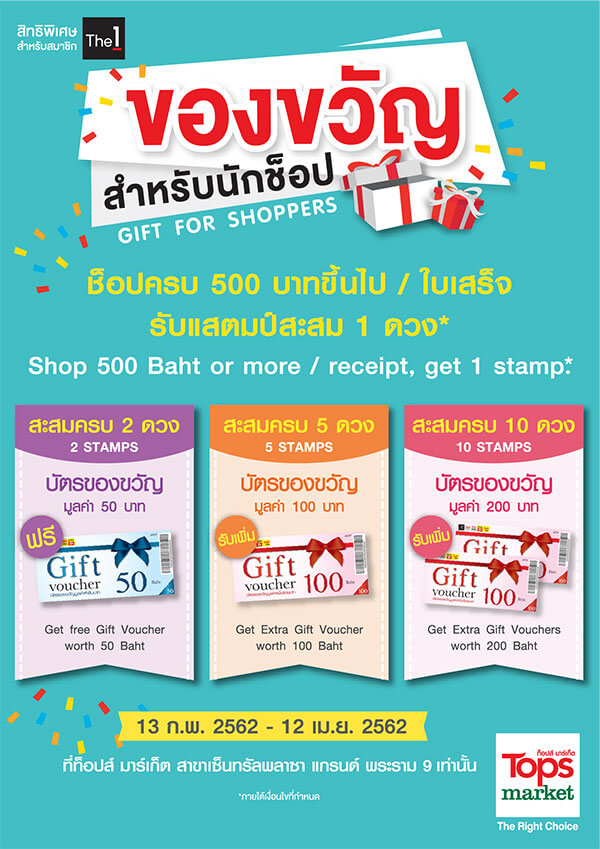 สิทธิพิเศษ
สำหรับสมาชิก
The1
ของขวัญ
สำหรับนักช็อป
GIFT FOR SHOPPERS
ช็อปครบ 500 บาทขึ้นไป / ใบเสร็จ
รับแสตมป์สะสม 1 ดวง*
Shop 500 Baht or more / receipt, get 1 stamp.*
สะสมครบ 2 ดวง
2 STAMPS
บัตรของขวัญ
มูลค่า 50 บาท
ฟรี
Gift
voucher 50 Baht
50
Get free Gift Voucher
worth 50 Baht
สะสมครบ 5 ดวง
5 STAMPS
บัตรของขวัญ
มูลค่า 100 บาท
รับเพิ่ม
Gift
voucher 100 Baht
100
Get Extra Gift Voucher
worth 100 Baht
สะสมครบ 10 ดวง
10 STAMPS
บัตรของขวัญ
มูลค่า 200 บาท
รับเพิ่ม
Gift
voucher 100
100
100
Get Extra Gift Vouchers
worth 200 Baht
13 ก.พ. 2562 - 12 เม.ย. 2562
ที่ท็อปส์ มาร์เก็ต สาขาเซ็นทรัลพลาซา แกรนด์ พระราม 9 เท่านั้น
*ภายใต้เงื่อนไขที่กำหนด
ท็อปส์ มาร์เก็ต
Tops
market
The Right Choice